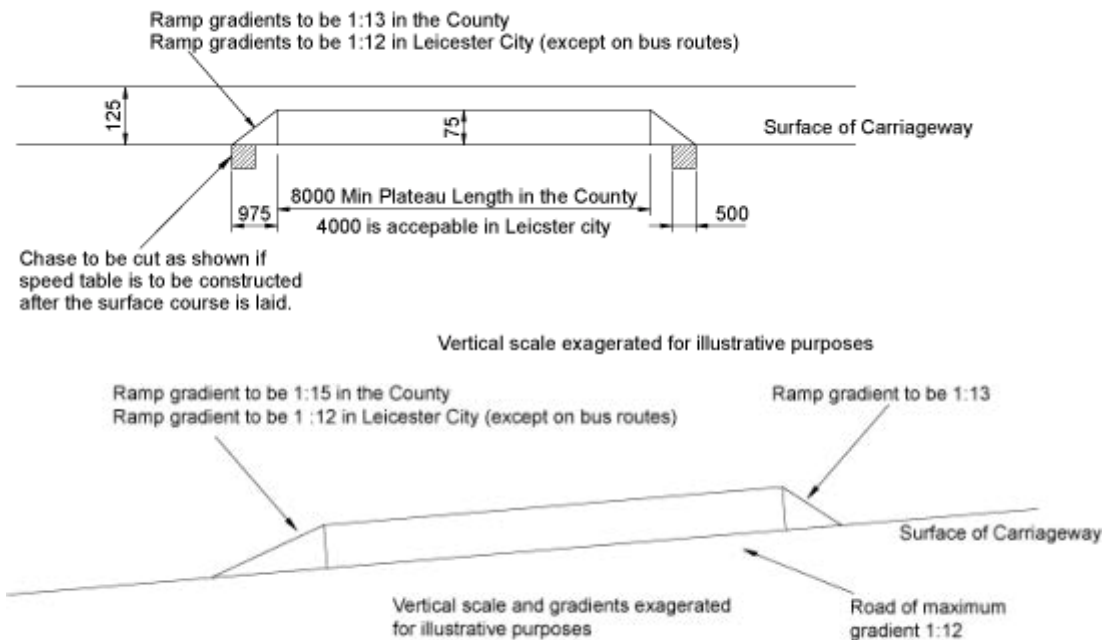 Ramp gradients to be 1:13 in the County
Ramp gradients to be 1:12 in Leicester City (except on bus routes)
125
75
Surface of Carriageway
8000 Min Plateau Length in the County
975
4000 is accepable in Leicster city
500
Chase to be cut as shown if
speed table is to be constructed
after the surface course is laid.
Vertical scale exagerated for illustrative purposes
Ramp gradient to be 1:15 in the County
Ramp gradient to be 1 :12 in Leicester City (except on bus routes)
Ramp gradient to be 1:13
Surface of Carriageway
Vertical scale and gradients exagerated
for illustrative purposes
Road of maximum
gradient 1:12